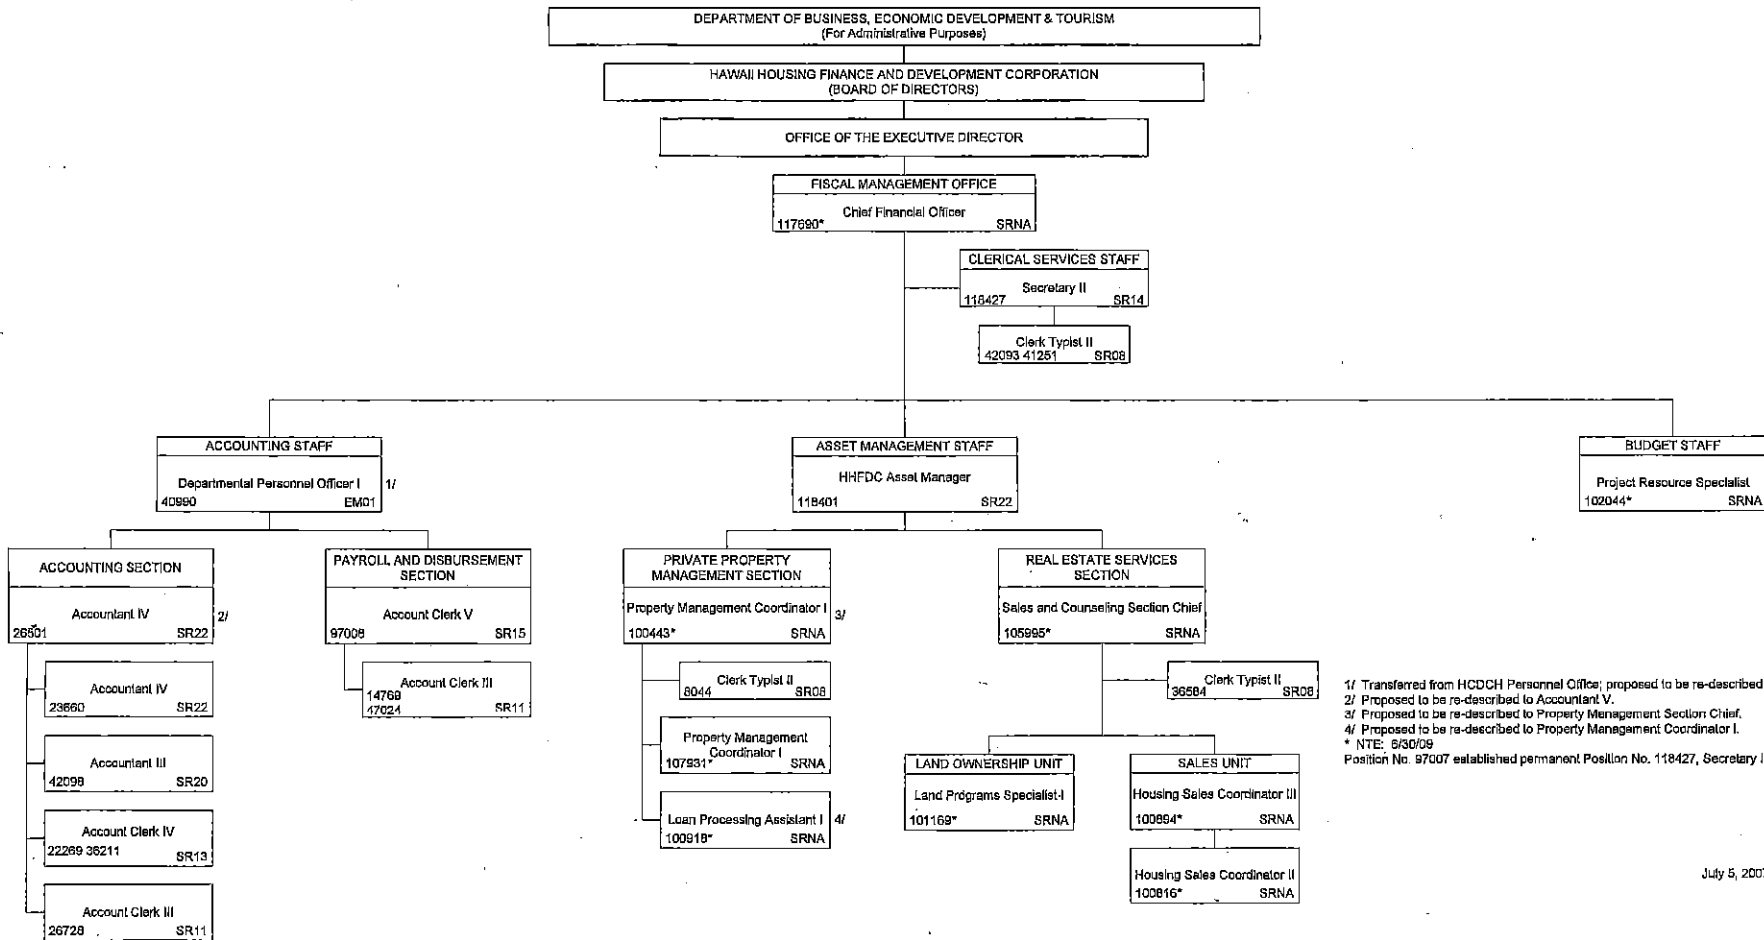 DEPARTMENT OF BUSINESS, ECONOMIC DEVELOPMENT & TOURISM
(For Administrative Purposes)
HAWAII HOUSING FINANCE AND DEVELOPMENT CORPORATION
(BOARD OF DIRECTORS)
OFFICE OF THE EXECUTIVE DIRECTOR
FISCAL MANAGEMENT OFFICE
Chief Financial Officer
117690* SRNA
CLERICAL SERVICES STAFF
Secretary II
118427 SR14
Clerk Typist II
42093 41251 SR08
ACCOUNTING STAFF
Departmental Personnel Officer I 1/
40990 EM01
ASSET MANAGEMENT STAFF
HHFDC Asset Manager
118401 SR22
BUDGET STAFF
Project Resource Specialist
102044* SRNA
ACCOUNTING SECTION
Accountant IV 2/
26501 SR22
Accountant IV
23660 SR22
Accountant III
42098 SR20
Account Clerk IV
22269 36211 SR13
Account Clerk III
26728 SR11
PAYROLL AND DISBURSEMENT
SECTION
Account Clerk V
97008 SR15
Account Clerk III
14769
47024 SR11
PRIVATE PROPERTY
MANAGEMENT SECTION
Property Management Coordinator I 3/
100443* SRNA
Clerk Typist II
8044 SR08
Property Management
Coordinator I
107931* SRNA
Loan Processing Assistant I 4/
100918* SRNA
REAL ESTATE SERVICES
SECTION
Sales and Counseling Section Chief
105995* SRNA
Clerk Typist II
36584 SR08
LAND OWNERSHIP UNIT
Land Programs Specialist-I
101169* SRNA
SALES UNIT
Housing Sales Coordinator III
100894* SRNA
Housing Sales Coordinator II
100816* SRNA
1/ Transferred from HCDCH Personnel Office; proposed to be re-described
2/ Proposed to be re-described to Accountant V.
3/ Proposed to be re-described to Property Management Section Chief.
4/ Proposed to be re-described to Property Management Coordinator I.
* NTE: 6/30/09
Position No. 97007 established permanent Position No. 118427, Secretary I
July 5, 2007